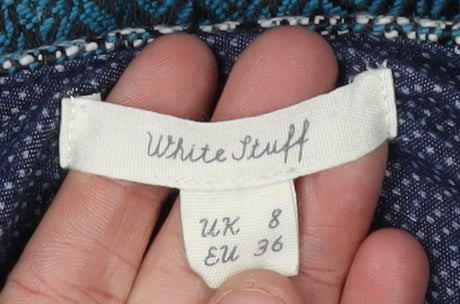 White Stuff
UK 8
EU 36